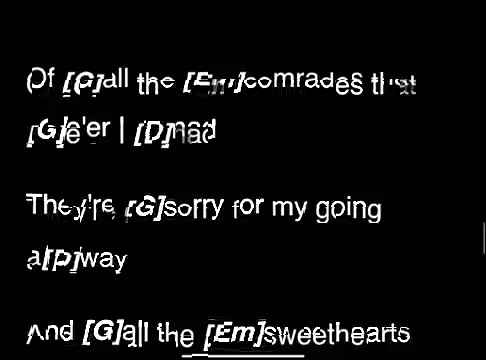 Of [G]all the [Em]comrades that
[G]e'er I [D]had
They're [G]sorry for my going
a[D]way
And [G]all the [Em]sweethearts